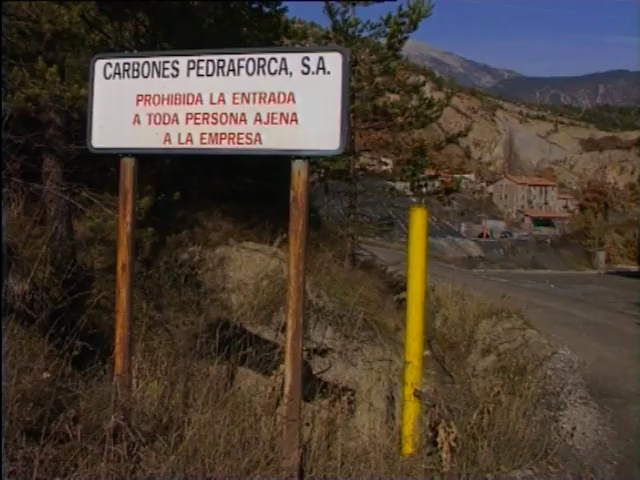 CARBONES PEDRAFORCA, S.A.
PROHIBIDA LA ENTRADA
A TODA PERSONA AJENA
A LA EMPRESA